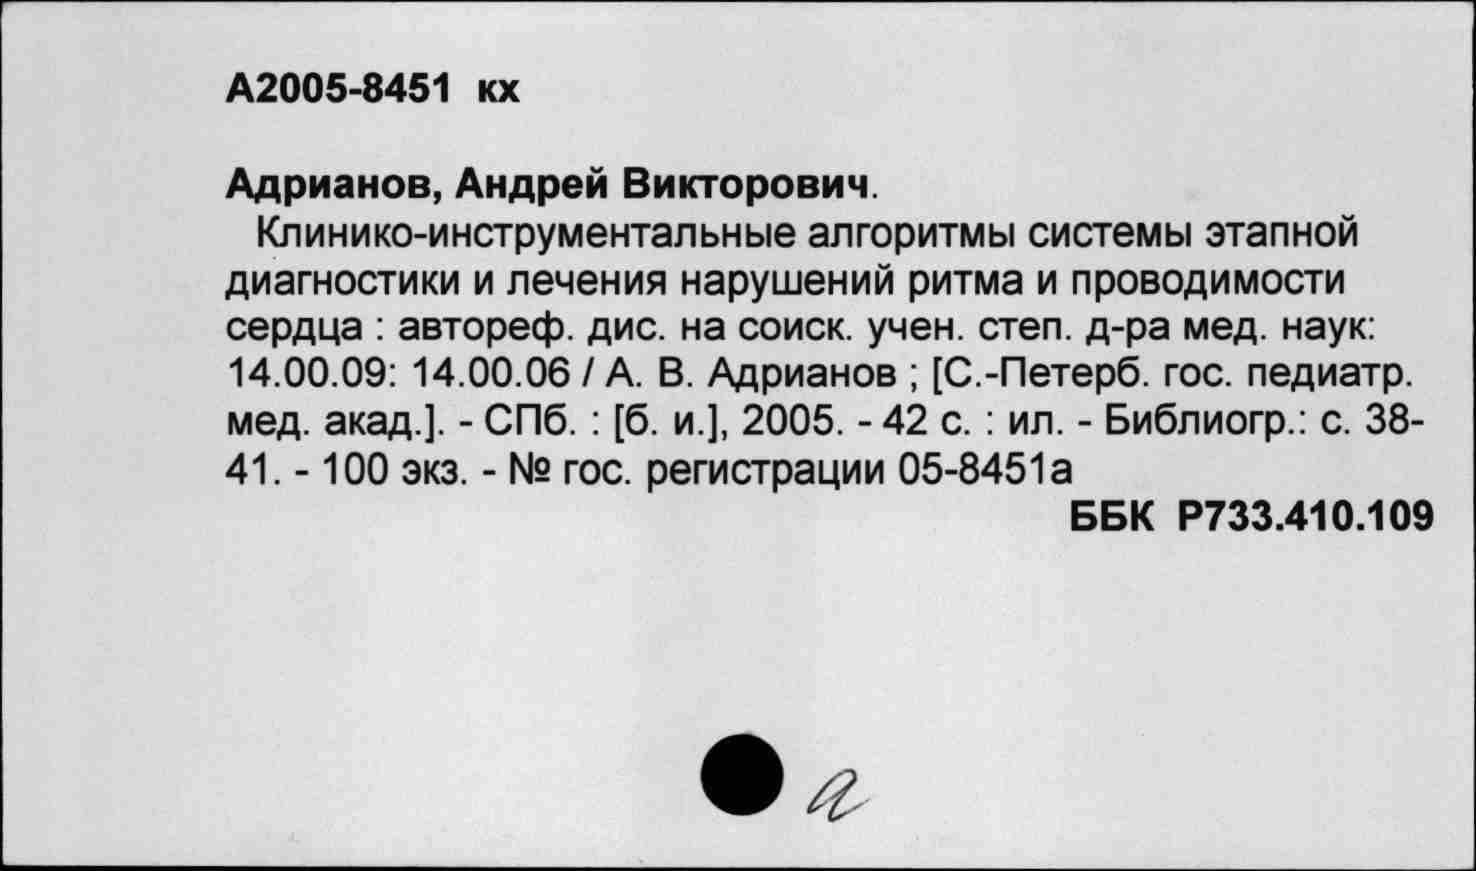 А2005-8451 кх
Адрианов, Андрей Викторович.
Клинико-инструментальные алгоритмы системы этапной
диагностики и лечения нарушений ритма и проводимости
сердца : автореф. дис. на соиск. учен. степ. д-ра мед. наук:
14.00.09: 14.00.06 / А. В. Адрианов ; [С.-Петерб. гос. педиатр.
мед. акад.]. - СПб. : [б. и.], 2005. - 42 с. : ил. - Библиогр.: с. 38-
41. - 100 экз. - № гос. регистрации 05-8451а
ББК Р733.410.109
а